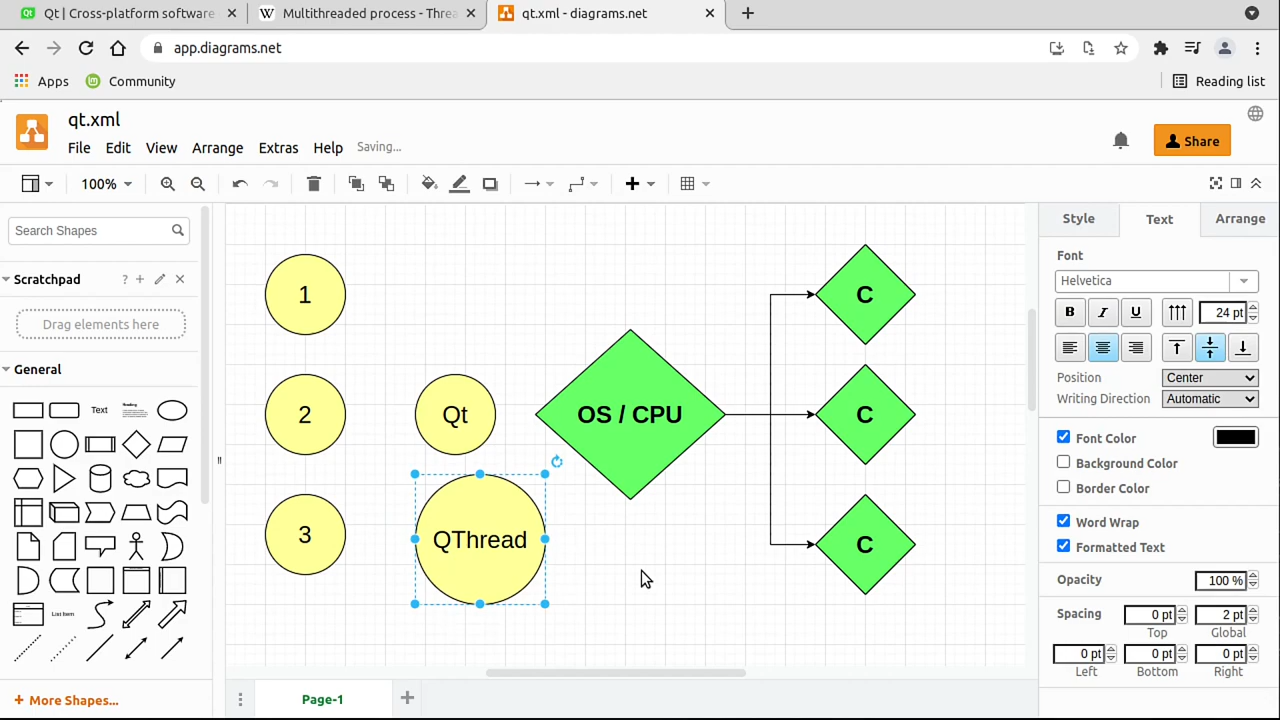 Qt | Cross-platform software
Multithreaded process - Threa
qt.xml - diagrams.net
app.diagrams.net
Apps
Community
Reading list
qt.xml
File Edit View Arrange Extras Help Saving...
Share
100%
Search Shapes
Scratchpad
?
Drag elements here
General
Text
Heading
List Item
More Shapes...
1
2
3
Qt
QThread
OS / CPU
C
C
C
Page-1
Style Text Arrange
Font
Helvetica
B I U 24 pt
Position Center
Writing Direction Automatic
Font Color
Background Color
Border Color
Word Wrap
Formatted Text
Opacity 100 %
Spacing 0 pt 2 pt
Top Global
0 pt 0 pt 0 pt
Left Bottom Right